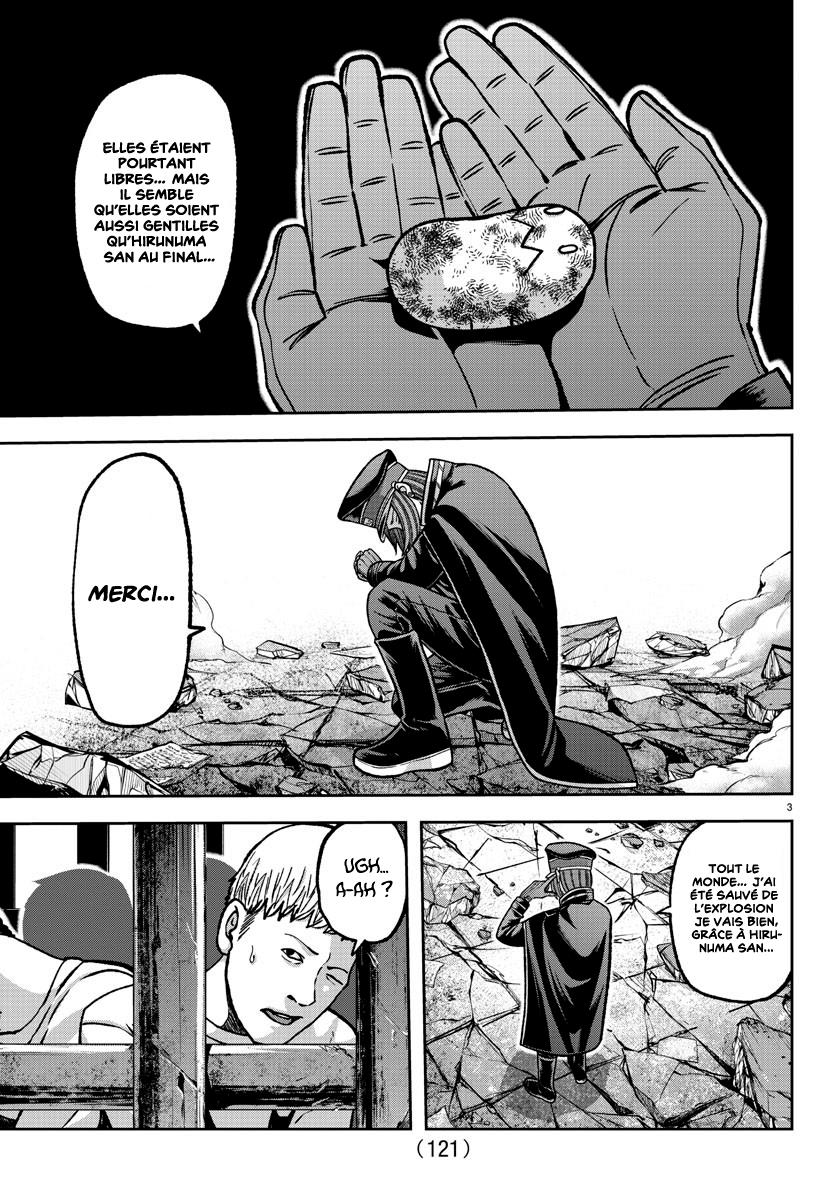 ELLES ÉTAIENT
POURTANT
LIBRES... MAIS
IL SEMBLE
QU'ELLES SOIENT
AUSSI GENTILLES
QU'HIRUNUMA
SAN AU FINAL...
MERCI...
3
TOUT LE
MONDE... J'AI
ÉTÉ SAUVÉ DE
L'EXPLOSION
JE VAIS BIEN,
GRÂCE À HIRU-
NUMA SAN...
UGH...
A-AH ?
(121)